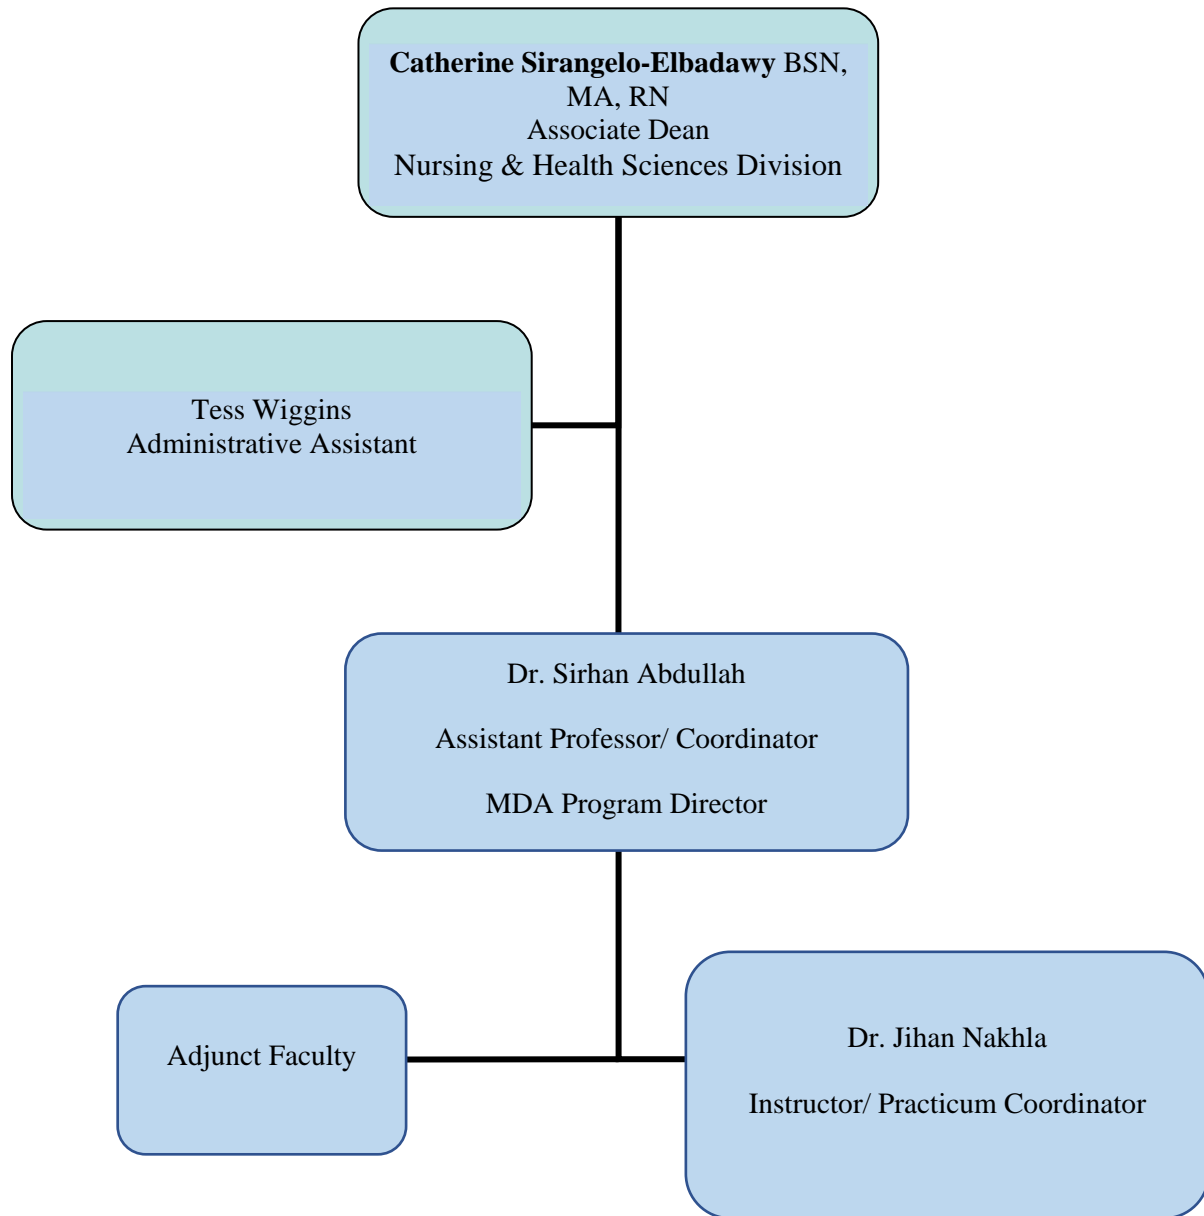 Catherine Sirangelo-Elbadawy BSN,
MA, RN
Associate Dean
Nursing & Health Sciences Division
Tess Wiggins
Administrative Assistant
Dr. Sirhan Abdullah
Assistant Professor/ Coordinator
MDA Program Director
Adjunct Faculty
Dr. Jihan Nakhla
Instructor/ Practicum Coordinator